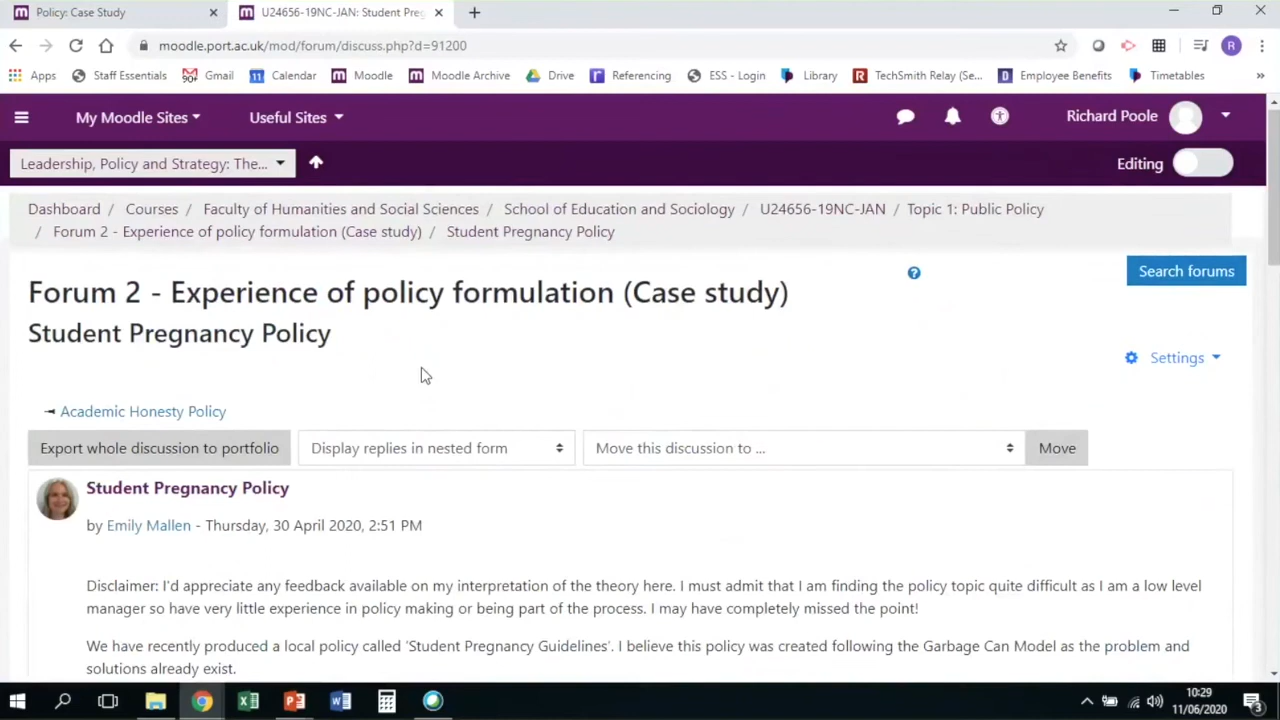 Policy: Case Study
U24656-19NC-JAN: Student Preg
moodle.port.ac.uk/mod/forum/discuss.php?d=91200
R
Apps Staff Essentials Gmail Calendar Moodle Moodle Archive Drive Referencing ESS - Login Library TechSmith Relay (Se... Employee Benefits Timetables »
My Moodle Sites Useful Sites Richard Poole
Leadership, Policy and Strategy: The... Editing
Dashboard / Courses / Faculty of Humanities and Social Sciences / School of Education and Sociology / U24656-19NC-JAN / Topic 1: Public Policy
/ Forum 2 - Experience of policy formulation (Case study) / Student Pregnancy Policy
Search forums
Forum 2 - Experience of policy formulation (Case study)
Student Pregnancy Policy
Settings
Academic Honesty Policy
Export whole discussion to portfolio Display replies in nested form Move this discussion to ... Move
Student Pregnancy Policy
by Emily Mallen - Thursday, 30 April 2020, 2:51 PM
Disclaimer: I'd appreciate any feedback available on my interpretation of the theory here. I must admit that I am finding the policy topic quite difficult as I am a low level
manager so have very little experience in policy making or being part of the process. I may have completely missed the point!
We have recently produced a local policy called 'Student Pregnancy Guidelines'. I believe this policy was created following the Garbage Can Model as the problem and
solutions already exist.
10:29
11/06/2020
3